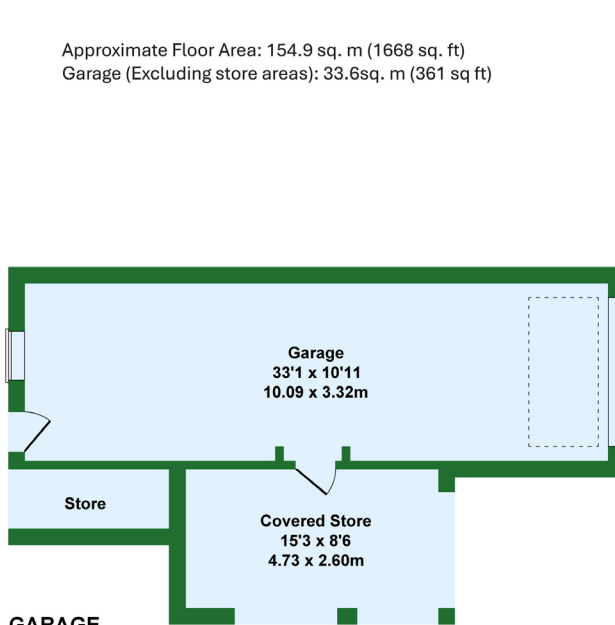 Approximate Floor Area: 154.9 sq. m (1668 sq. ft)
Garage (Excluding store areas): 33.6sq. m (361 sq ft)
Garage
33'1 x 10'11
10.09 x 3.32m
Store
Covered Store
15'3 x 8'6
4.73 x 2.60m
GARAGE